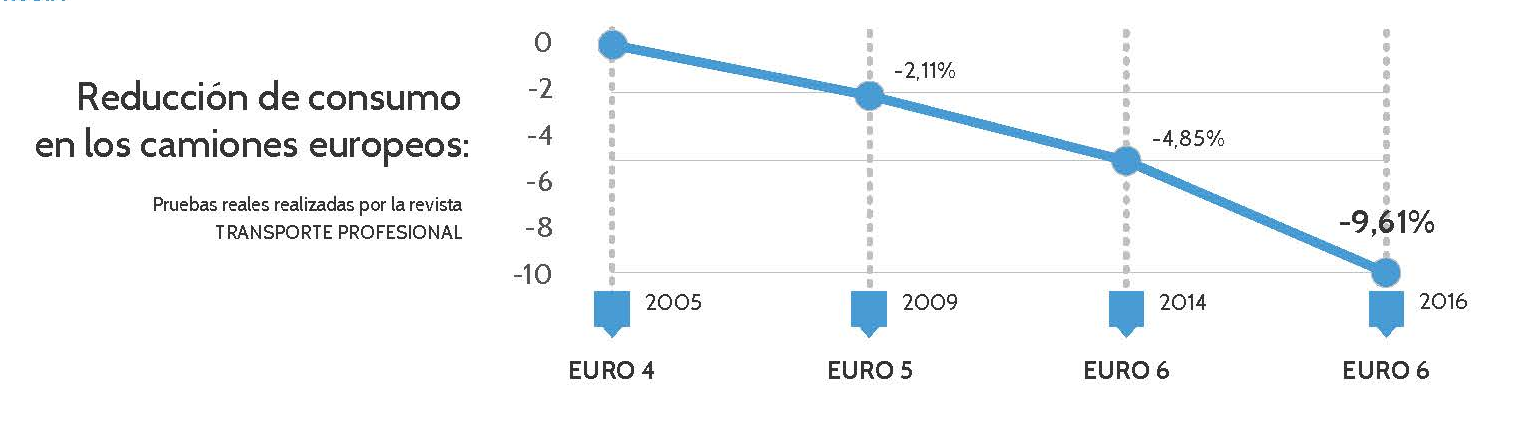 Reducción de consumo
en los camiones europeos:
Pruebas reales realizadas por la revista
TRANSPORTE PROFESIONAL
0
-2
-4
-6
-8
-10
-2,11%
-4,85%
-9,61%
2005
2009
2014
2016
EURO 4
EURO 5
EURO 6
EURO 6